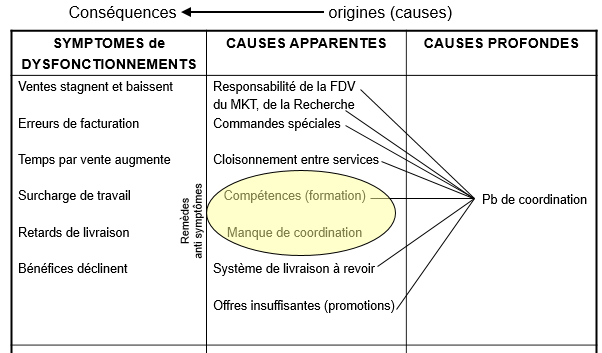 Conséquences origines (causes)
SYMPTOMES de DYSFONCTIONNEMENTS
CAUSES APPARENTES
CAUSES PROFONDES
Ventes stagnent et baissent
Erreurs de facturation
Temps par vente augmente
Surcharge de travail
Retards de livraison
Bénéfices déclinent
Remèdes
anti symptômes
Responsabilité de la FDV
du MKT, de la Recherche
Commandes spéciales
Cloisonnement entre services
Compétences (formation)
Manque de coordination
Système de livraison à revoir
Offres insuffisantes (promotions)
Pb de coordination